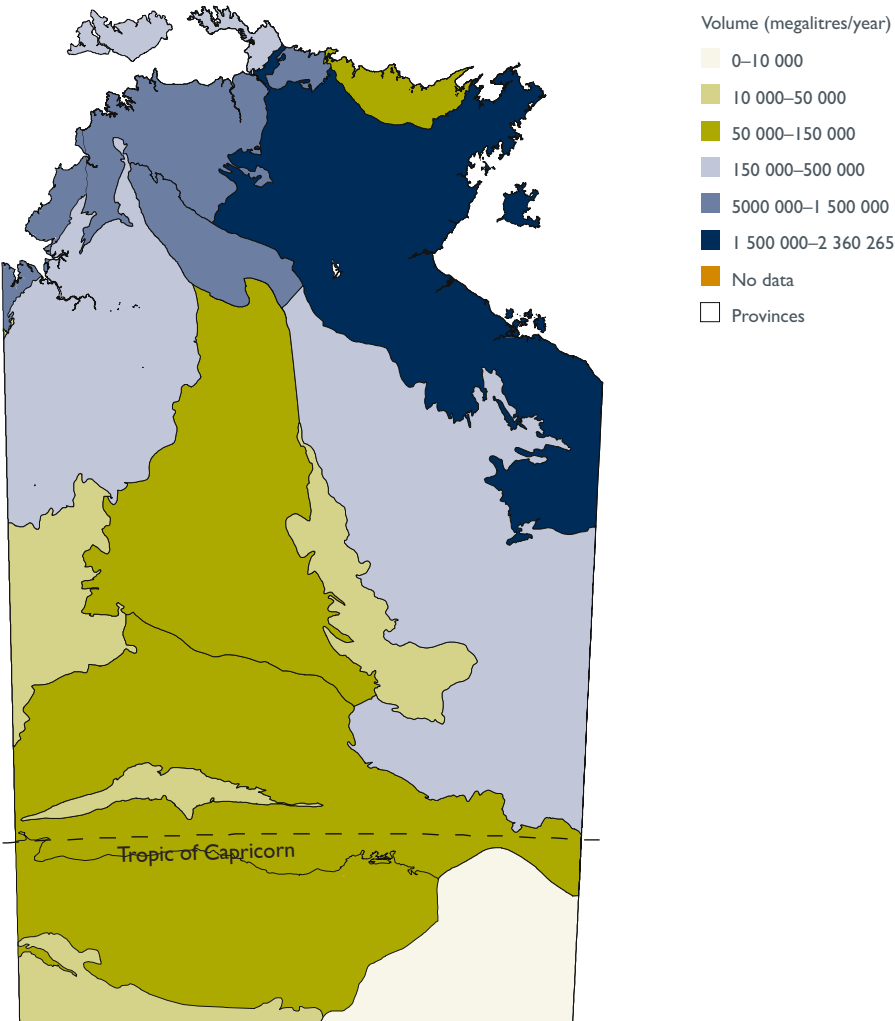 Volume (megalitres/year)
0–10 000
10 000–50 000
50 000–150 000
150 000–500 000
5000 000–1 500 000
1 500 000–2 360 265
No data
Provinces
Tropic of Capricorn